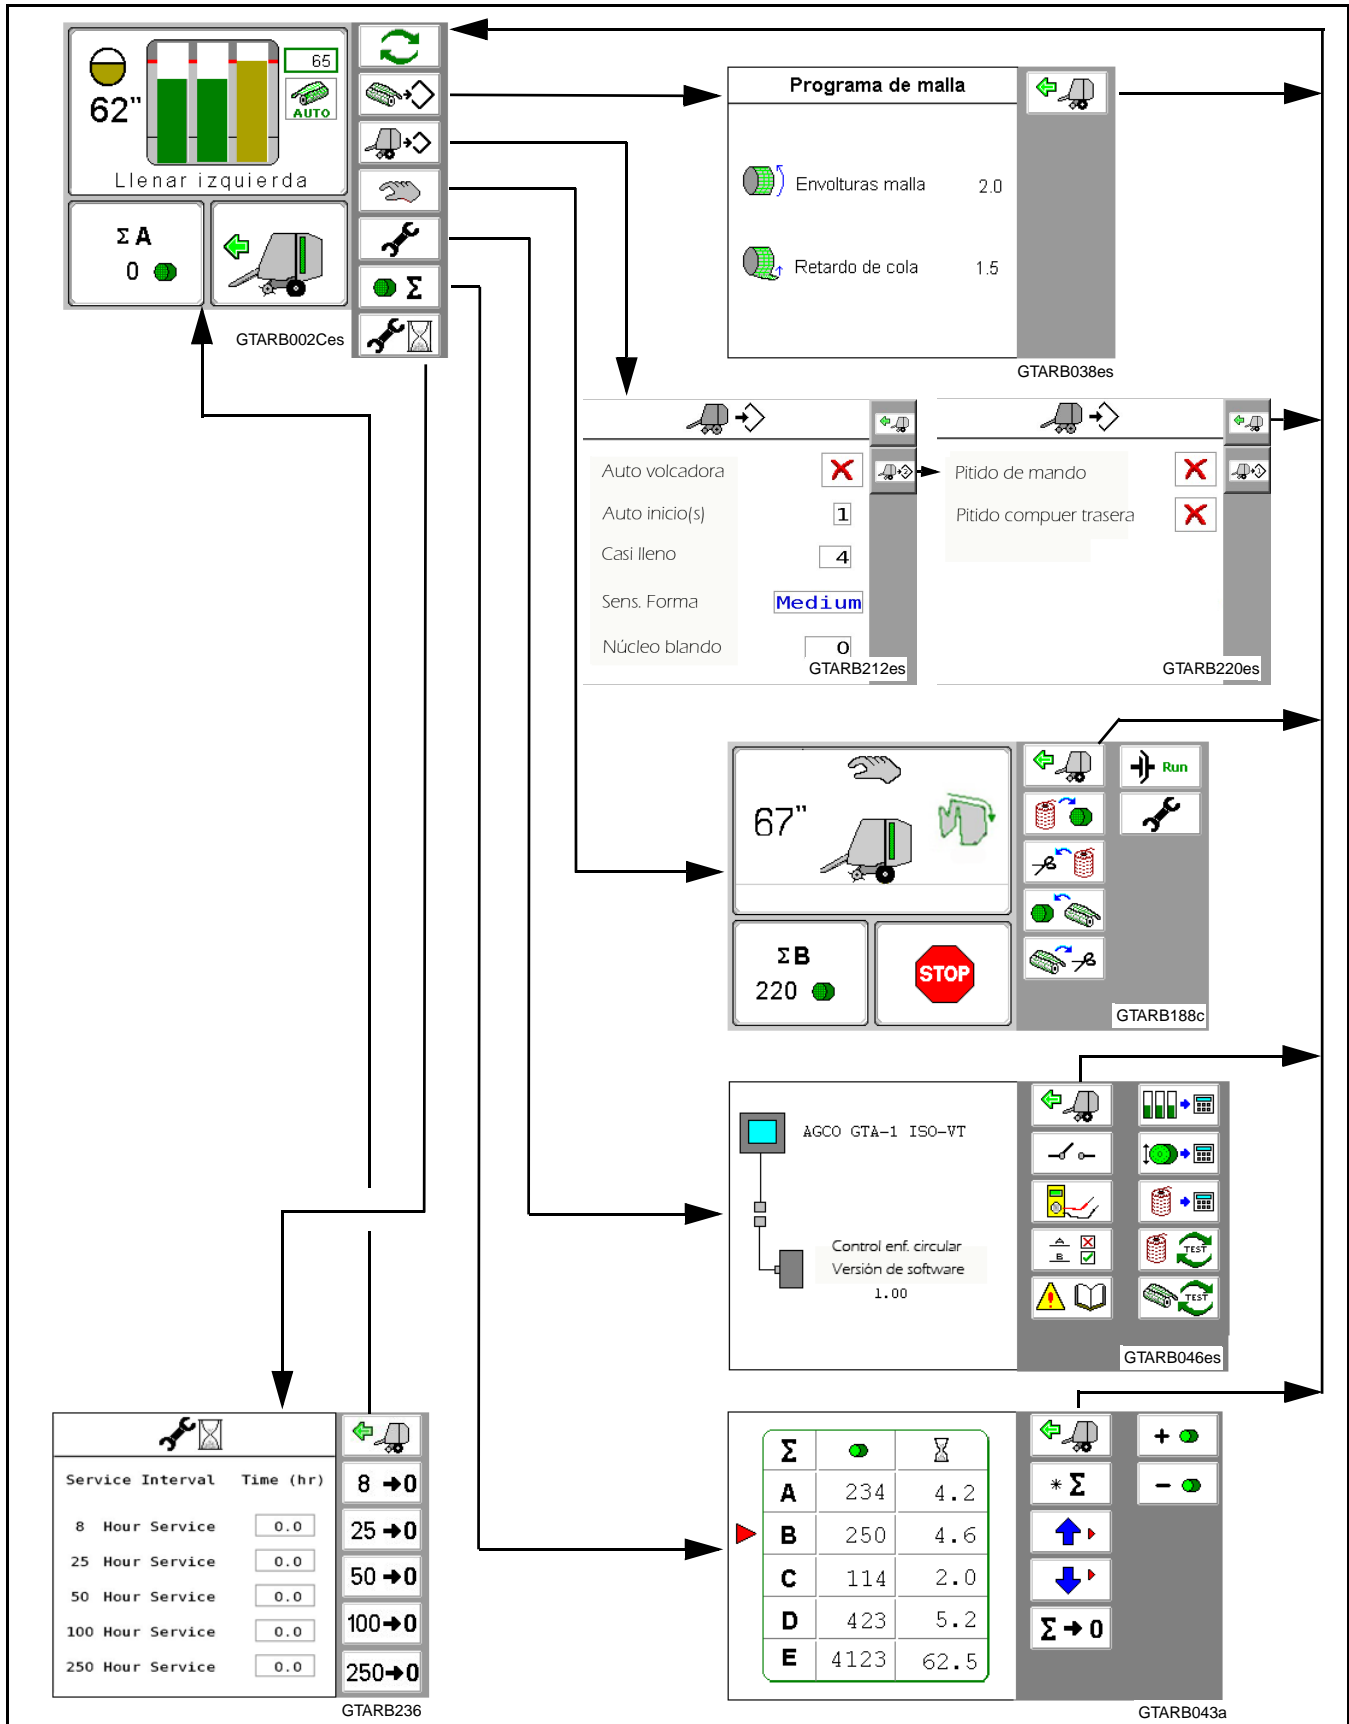 65
62"
AUTO
Llenar izquierda
Σ A
0
Σ
GTARB002Ces
Programa de malla
Envolturas malla 2.0
Retardo de cola 1.5
GTARB038es
Auto volcadora
Auto inicio(s) 1
Casi lleno 4
Sens. Forma Medium
Núcleo blando 0
GTARB212es
2
Pitido de mando
Pitido compuer trasera
GTARB220es
67"
Run
Σ B
220
STOP
GTARB188c
AGCO GTA-1 ISO-VT
Control enf. circular
Versión de software
1.00
A
B
TEST
TEST
GTARB046es
Service Interval Time (hr)
8 Hour Service 0.0
25 Hour Service 0.0
50 Hour Service 0.0
100 Hour Service 0.0
250 Hour Service 0.0
8 →0
25 →0
50 →0
100→0
250→0
GTARB236
Σ
A 234 4.2
B 250 4.6
C 114 2.0
D 423 5.2
E 4123 62.5
+
* Σ
−
Σ → 0
GTARB043a